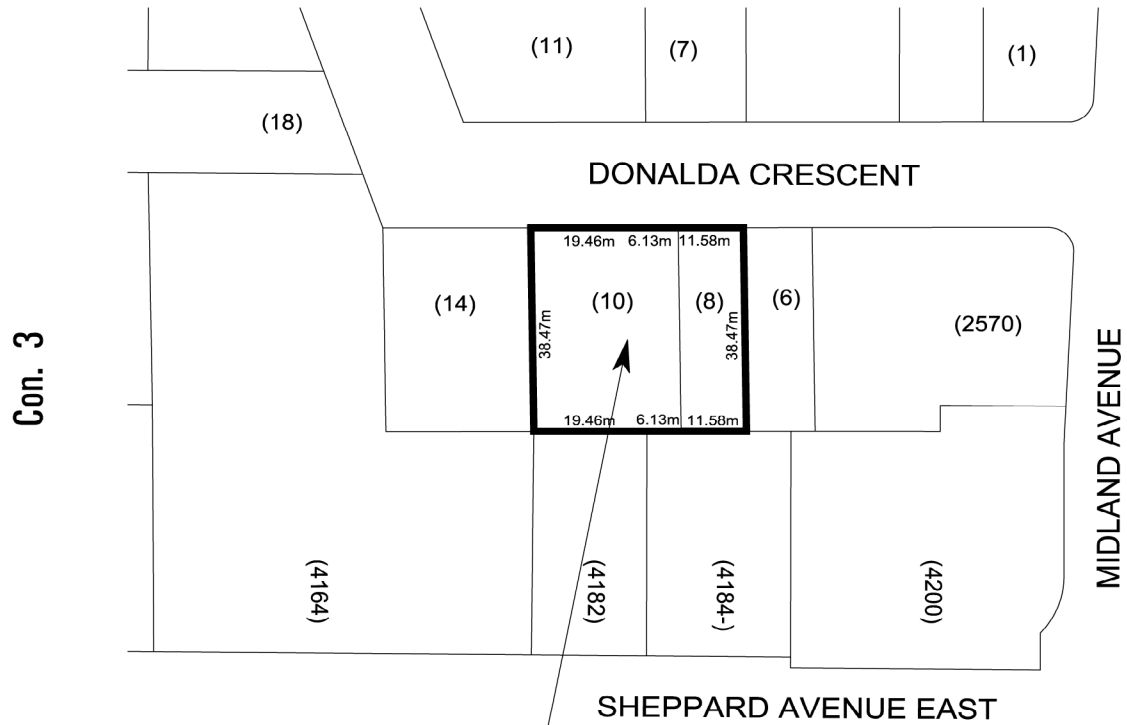 (11)
(7)
(1)
(18)
DONALDA CRESCENT
19.46m 6.13m 11.58m
(14)
(10)
(8)
(6)
(2570)
38.47m
38.47m
Con. 3
19.46m 6.13m 11.58m
MIDLAND AVENUE
(4164)
(4182)
(4184-)
(4200)
SHEPPARD AVENUE EAST